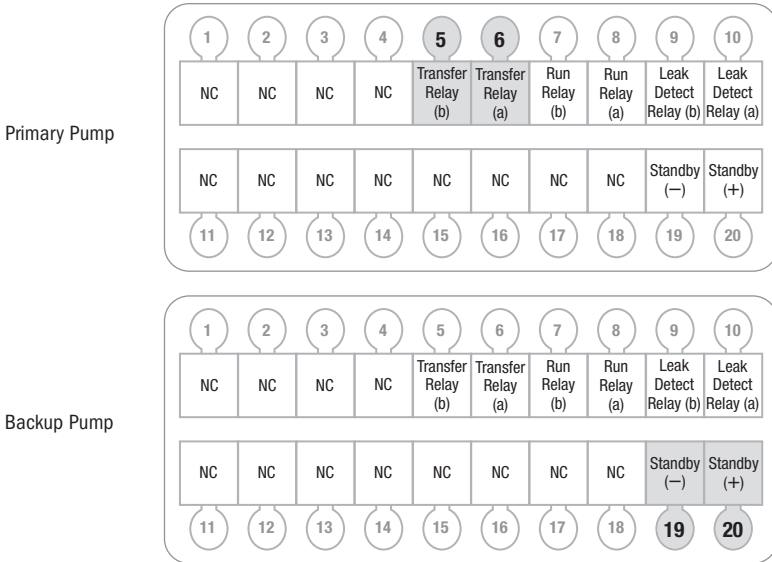 1 2 3 4 5 6 7 8 9 10
NC NC NC NC Transfer Relay (b) Transfer Relay (a) Run Relay (b) Run Relay (a) Leak Detect Relay (b) Leak Detect Relay (a)
Primary Pump
NC NC NC NC NC NC NC NC Standby (−) Standby (+)
11 12 13 14 15 16 17 18 19 20
1 2 3 4 5 6 7 8 9 10
NC NC NC NC Transfer Relay (b) Transfer Relay (a) Run Relay (b) Run Relay (a) Leak Detect Relay (b) Leak Detect Relay (a)
Backup Pump
NC NC NC NC NC NC NC NC Standby (−) Standby (+)
11 12 13 14 15 16 17 18 19 20